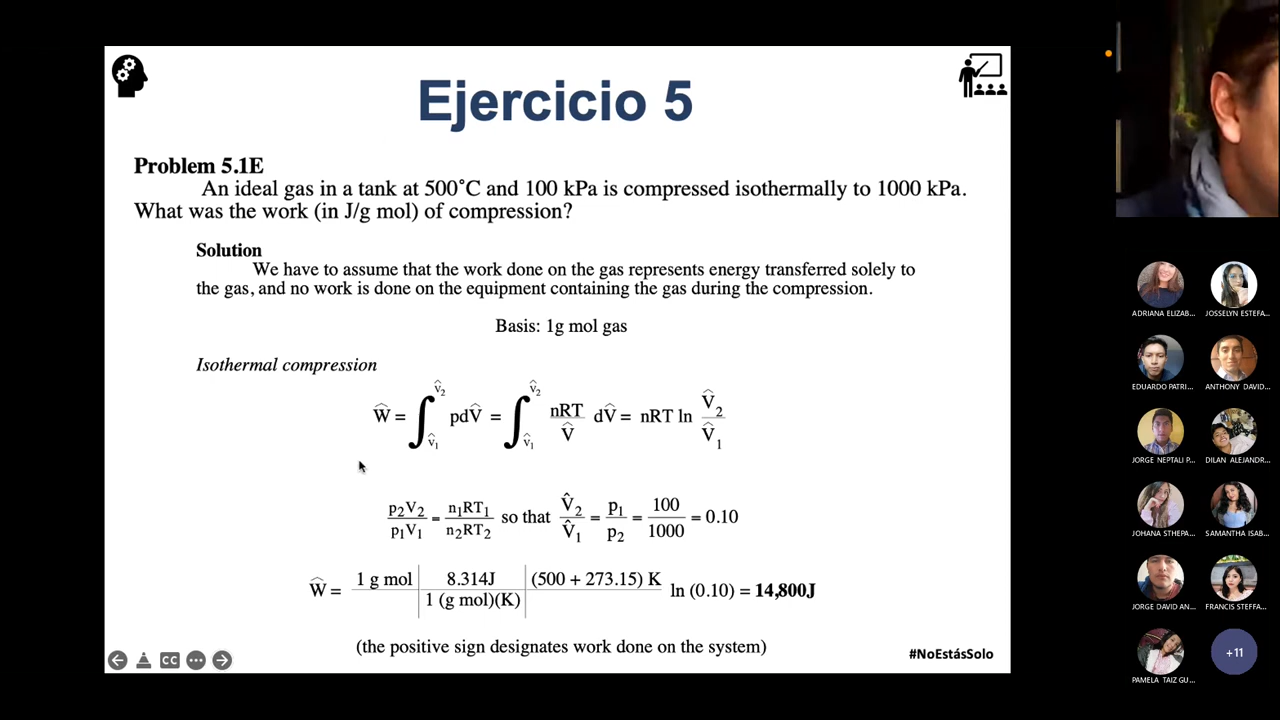 Ejercicio 5
Problem 5.1E
An ideal gas in a tank at 500˚C and 100 kPa is compressed isothermally to 1000 kPa.
What was the work (in J/g mol) of compression?
Solution
We have to assume that the work done on the gas represents energy transferred solely to
the gas, and no work is done on the equipment containing the gas during the compression.
Basis: 1g mol gas
Isothermal compression
Ŵ = ∫_{V̂₁}^{V̂₂} pdV̂ = ∫_{V̂₁}^{V̂₂} nRT/V̂ dV̂ = nRT ln V̂₂/V̂₁
p₂V₂/p₁V₁ = n₁RT₁/n₂RT₂ so that V̂₂/V̂₁ = p₁/p₂ = 100/1000 = 0.10
Ŵ = 1 g mol | 8.314J/1 (g mol)(K) | (500 + 273.15) K ln (0.10) = 14,800J
(the positive sign designates work done on the system)
CC
#NoEstásSolo
ADRIANA ELIZAB...
JOSSELYN ESTEFA...
EDUARDO PATRI...
ANTHONY DAVID...
JORGE NEPTALI P...
DILAN ALEJANDR...
JOHANA STHEPA...
SAMANTHA ISAB...
JORGE DAVID AN...
FRANCIS STEFFA...
PAMELA TAIZ GU...
+11